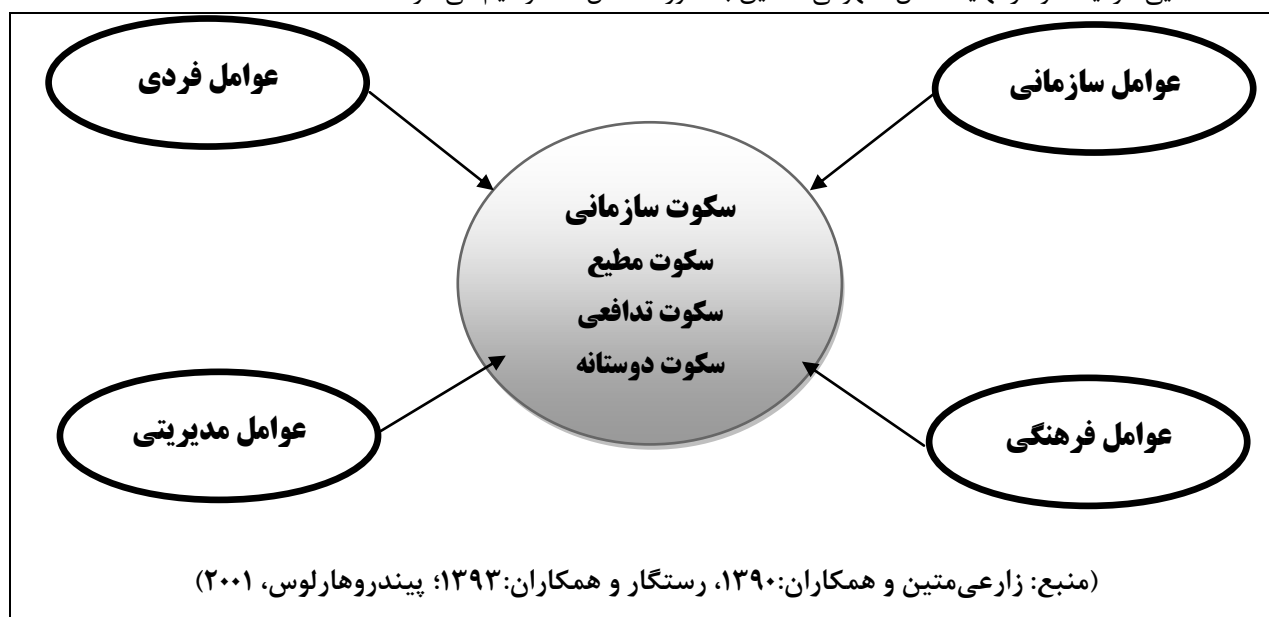 عوامل سازمانی
عوامل فردی
سکوت سازمانی
سکوت مطیع
سکوت تدافعی
سکوت دوستانه
عوامل فرهنگی
عوامل مدیریتی
(منبع: زارعی‌متین و همکاران:۱۳۹۰، رستگار و همکاران:۱۳۹۳؛ پیندروهارلوس، ۲۰۰۱)